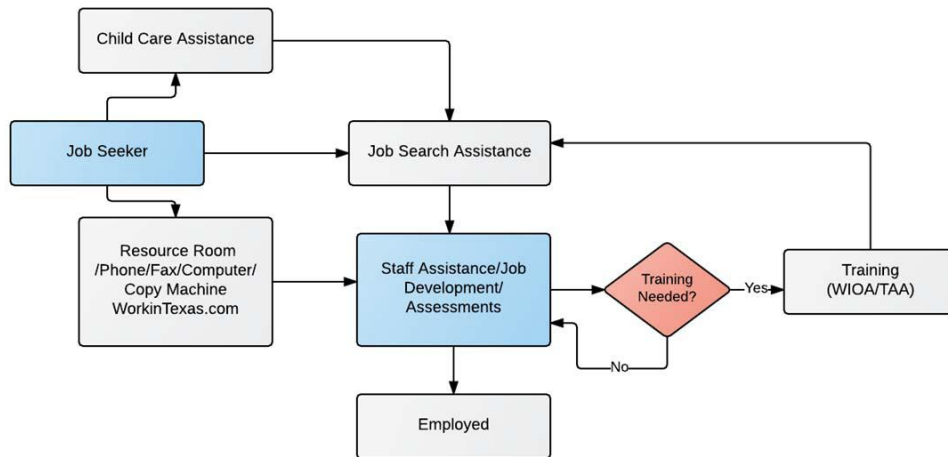 Child Care Assistance
Job Seeker
Job Search Assistance
Resource Room
/Phone/Fax/Computer/
Copy Machine
WorkinTexas.com
Staff Assistance/Job
Development/
Assessments
Training
Needed?
Yes
Training
(WIOA/TAA)
No
Employed